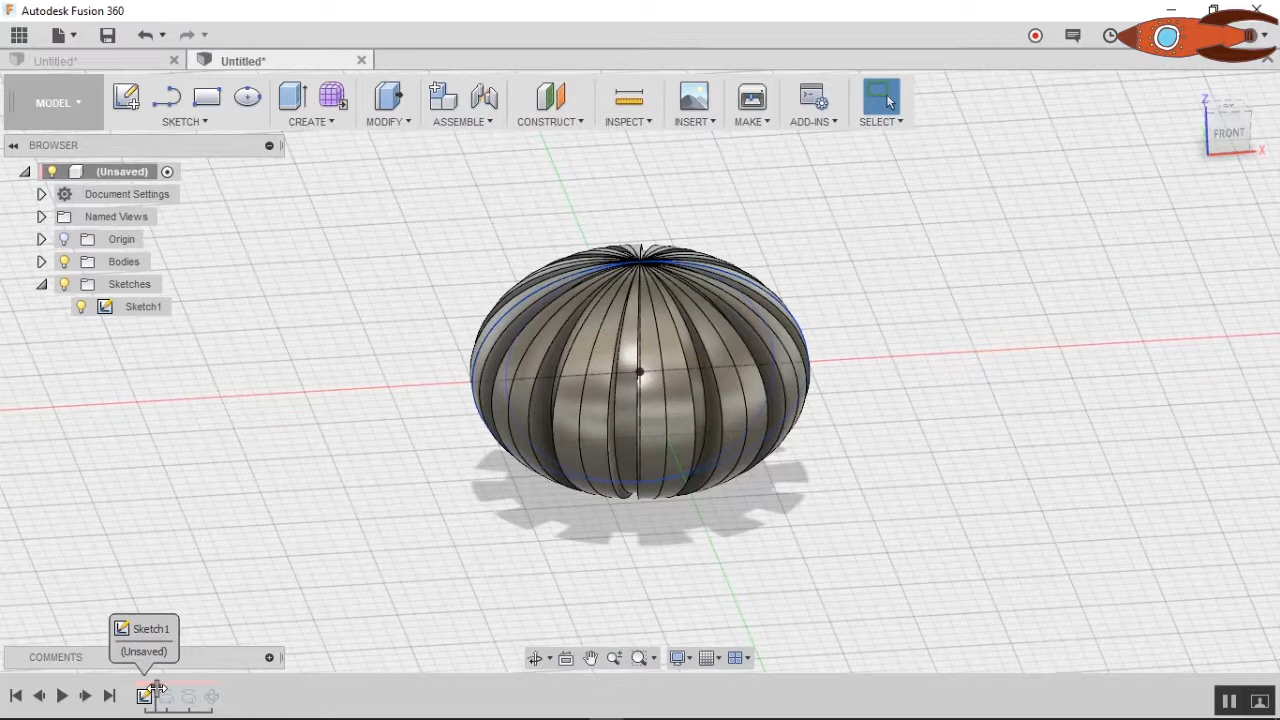 Autodesk Fusion 360
Untitled*
Untitled*
MODEL
SKETCH
CREATE
MODIFY
ASSEMBLE
CONSTRUCT
INSPECT
INSERT
MAKE
ADD-INS
SELECT
BROWSER
(Unsaved)
Document Settings
Named Views
Origin
Bodies
Sketches
Sketch1
Z
FRONT
X
Sketch1
(Unsaved)
COMMENTS